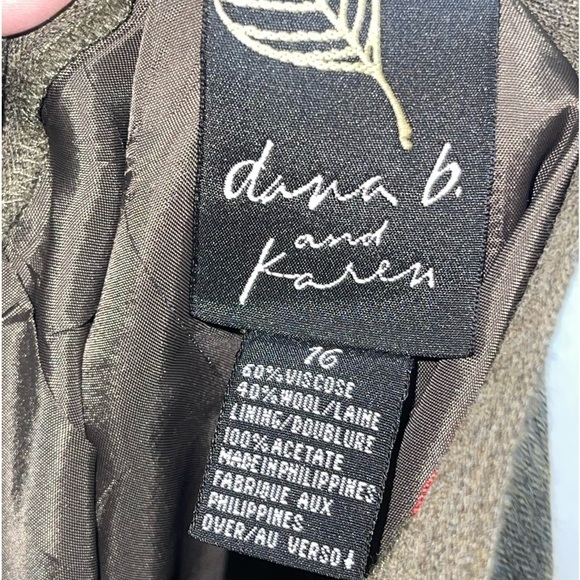 dana b.
and
karen
16
60% VISCOSE
40% WOOL/LAINE
LINING/DOUBLURE
100% ACETATE
MADE IN PHILIPPINES
FABRIQUE AUX
PHILIPPINES
OVER/AU VERSO↓